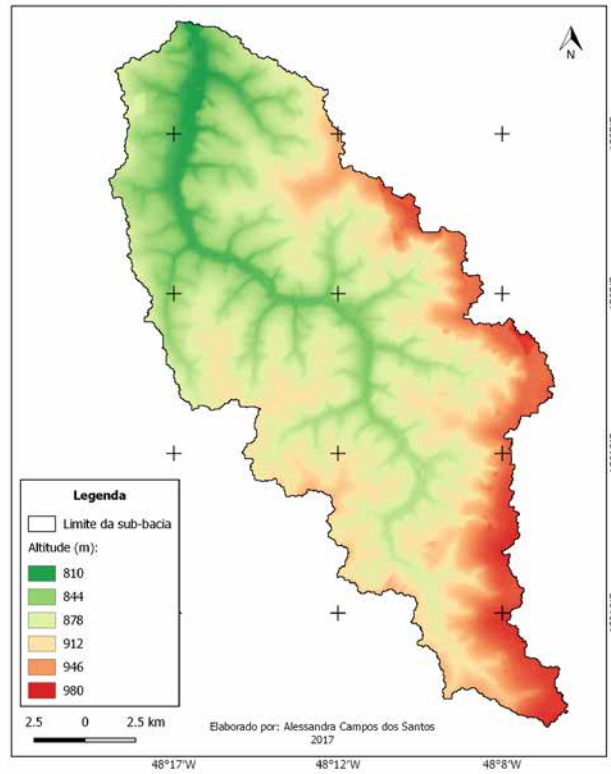 N
Legenda
Limite da sub-bacia
Altitude (m):
810
844
878
912
946
980
2.5 0 2.5 km
Elaborado por: Alessandra Campos dos Santos
2017
48°17'W 48°12'W 48°8'W